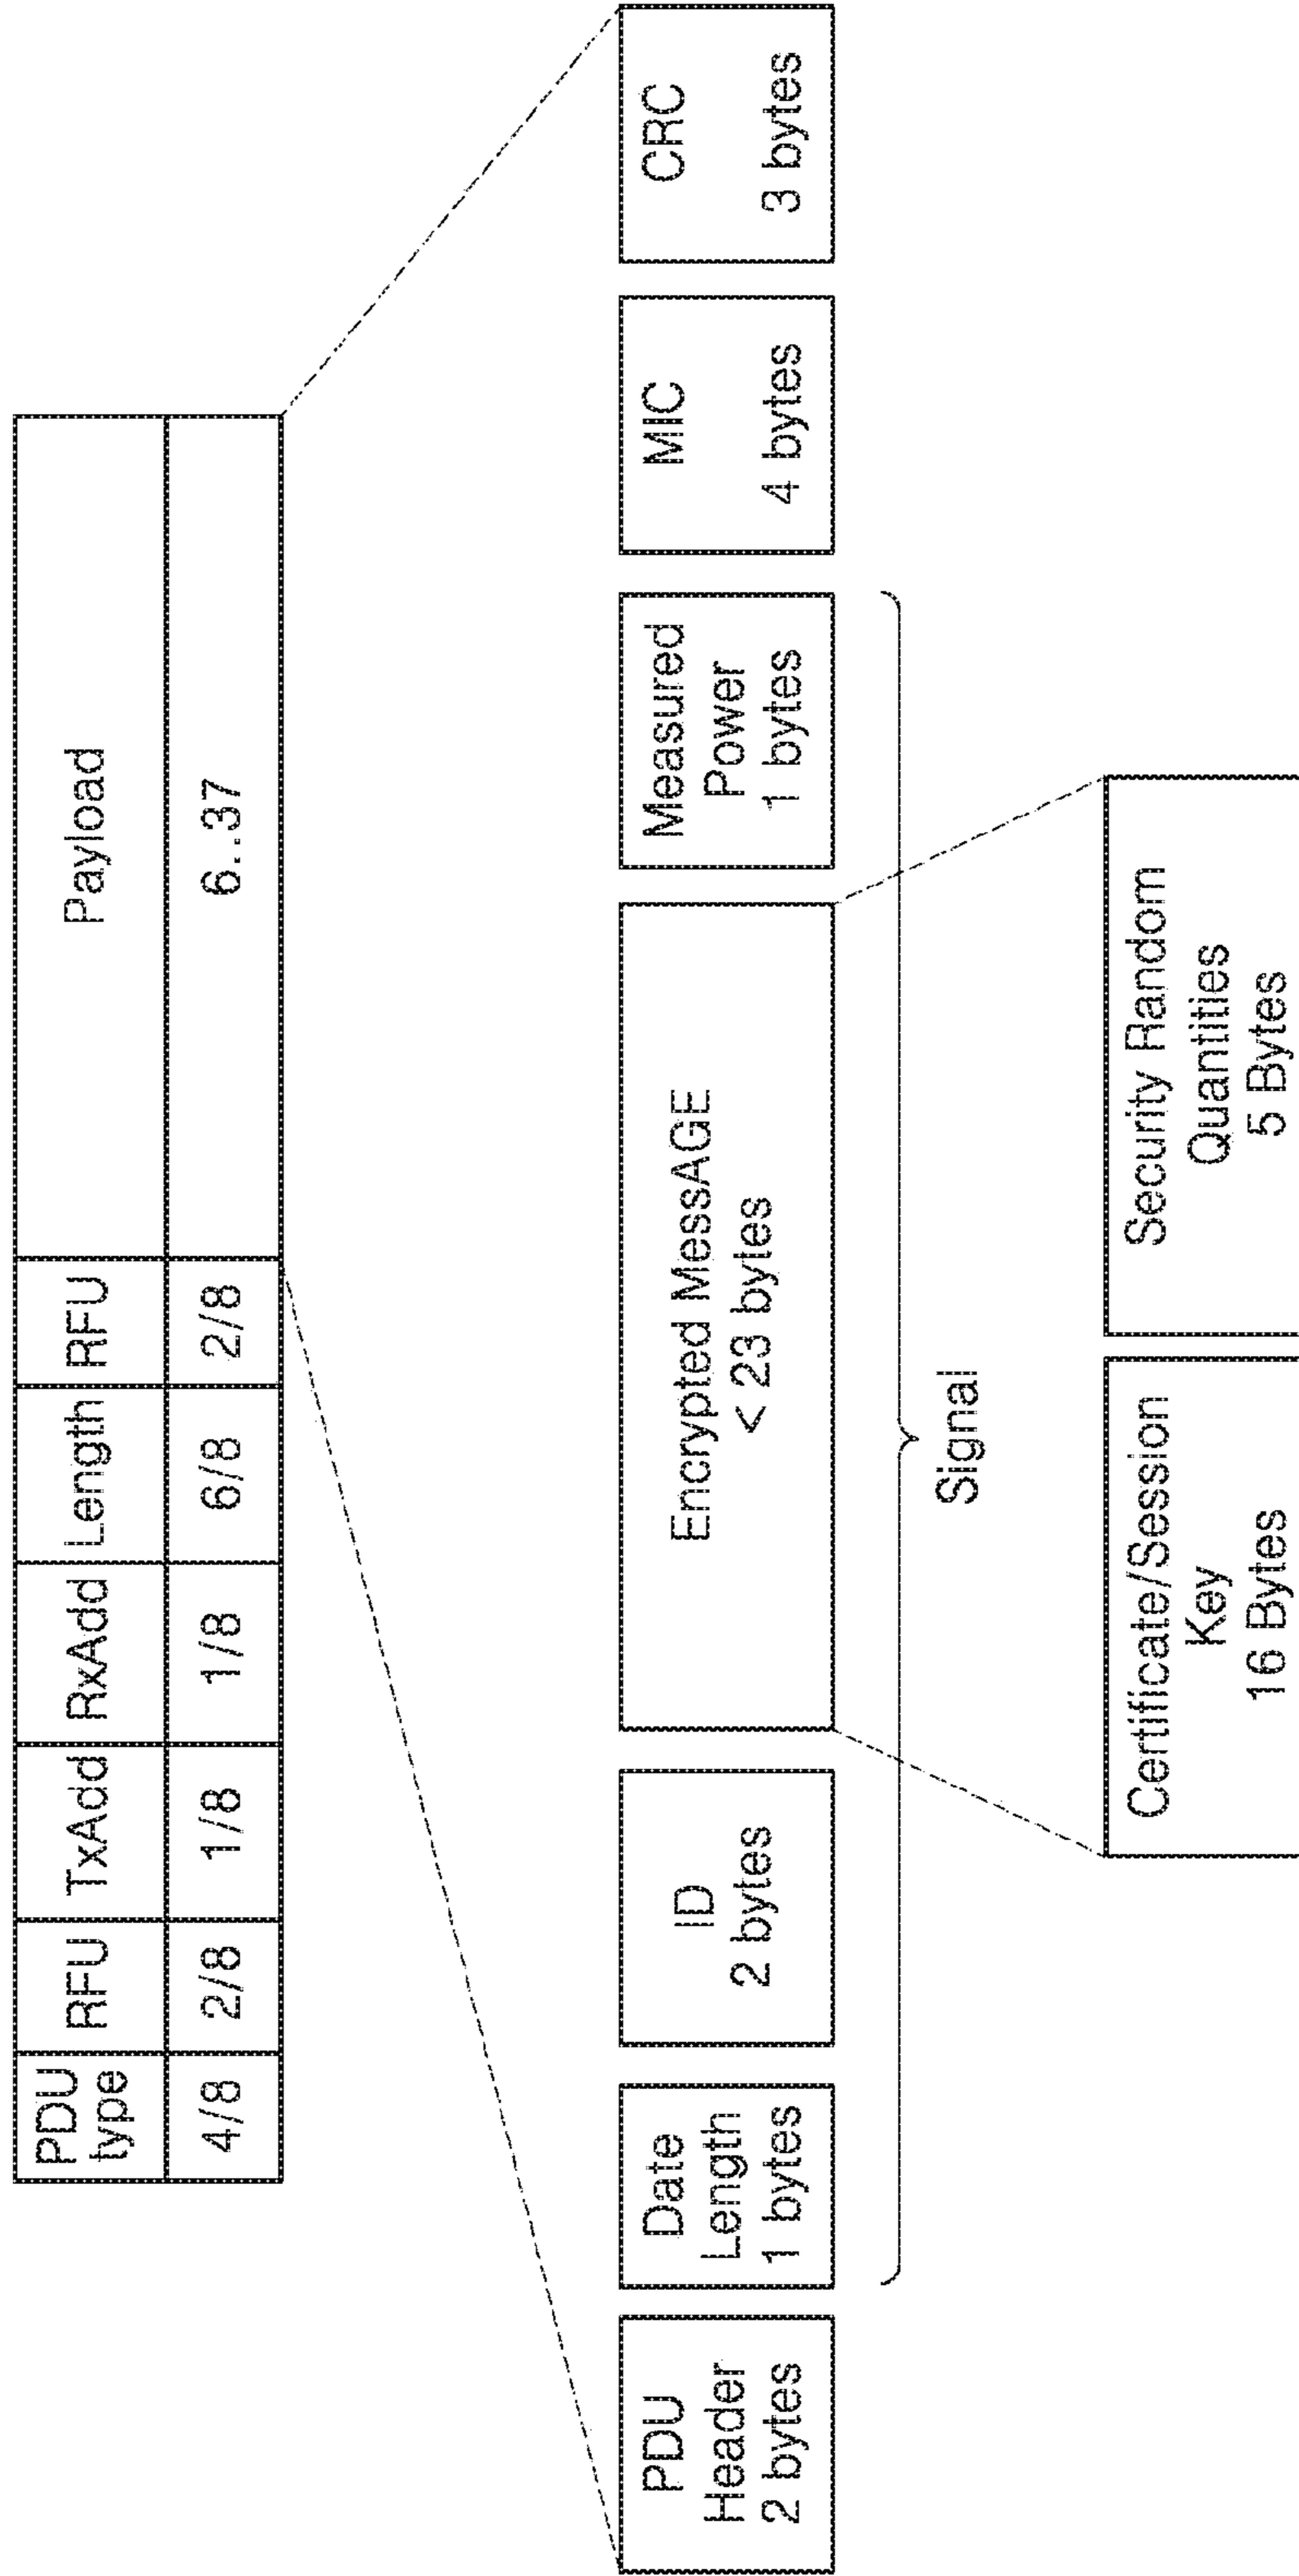 PDU
type
RFU
TxAdd
RxAdd
Length
RFU
Payload
4/8
2/8
1/8
1/8
6/8
2/8
6..37
PDU
Header
2 bytes
Date
Length
1 bytes
ID
2 bytes
Encrypted MessAGE
< 23 bytes
Measured
Power
1 bytes
MIC
4 bytes
CRC
3 bytes
Signal
Certificate/Session
Key
16 Bytes
Security Random
Quantities
5 Bytes